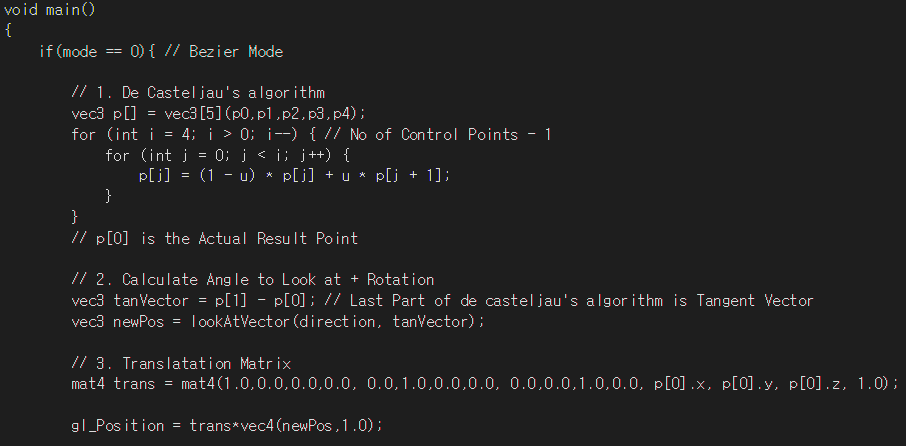 void main()
{
if(mode == 0){ // Bezier Mode
// 1. De Casteljau's algorithm
vec3 p[] = vec3[5](p0,p1,p2,p3,p4);
for (int i = 4; i > 0; i--) { // No of Control Points - 1
for (int j = 0; j < i; j++) {
p[j] = (1 - u) * p[j] + u * p[j + 1];
}
}
// p[0] is the Actual Result Point
// 2. Calculate Angle to Look at + Rotation
vec3 tanVector = p[1] - p[0]; // Last Part of de casteljau's algorithm is Tangent Vector
vec3 newPos = lookAtVector(direction, tanVector);
// 3. Translatation Matrix
mat4 trans = mat4(1.0,0.0,0.0,0.0, 0.0,1.0,0.0,0.0, 0.0,0.0,1.0,0.0, p[0].x, p[0].y, p[0].z, 1.0);
gl_Position = trans*vec4(newPos,1.0);